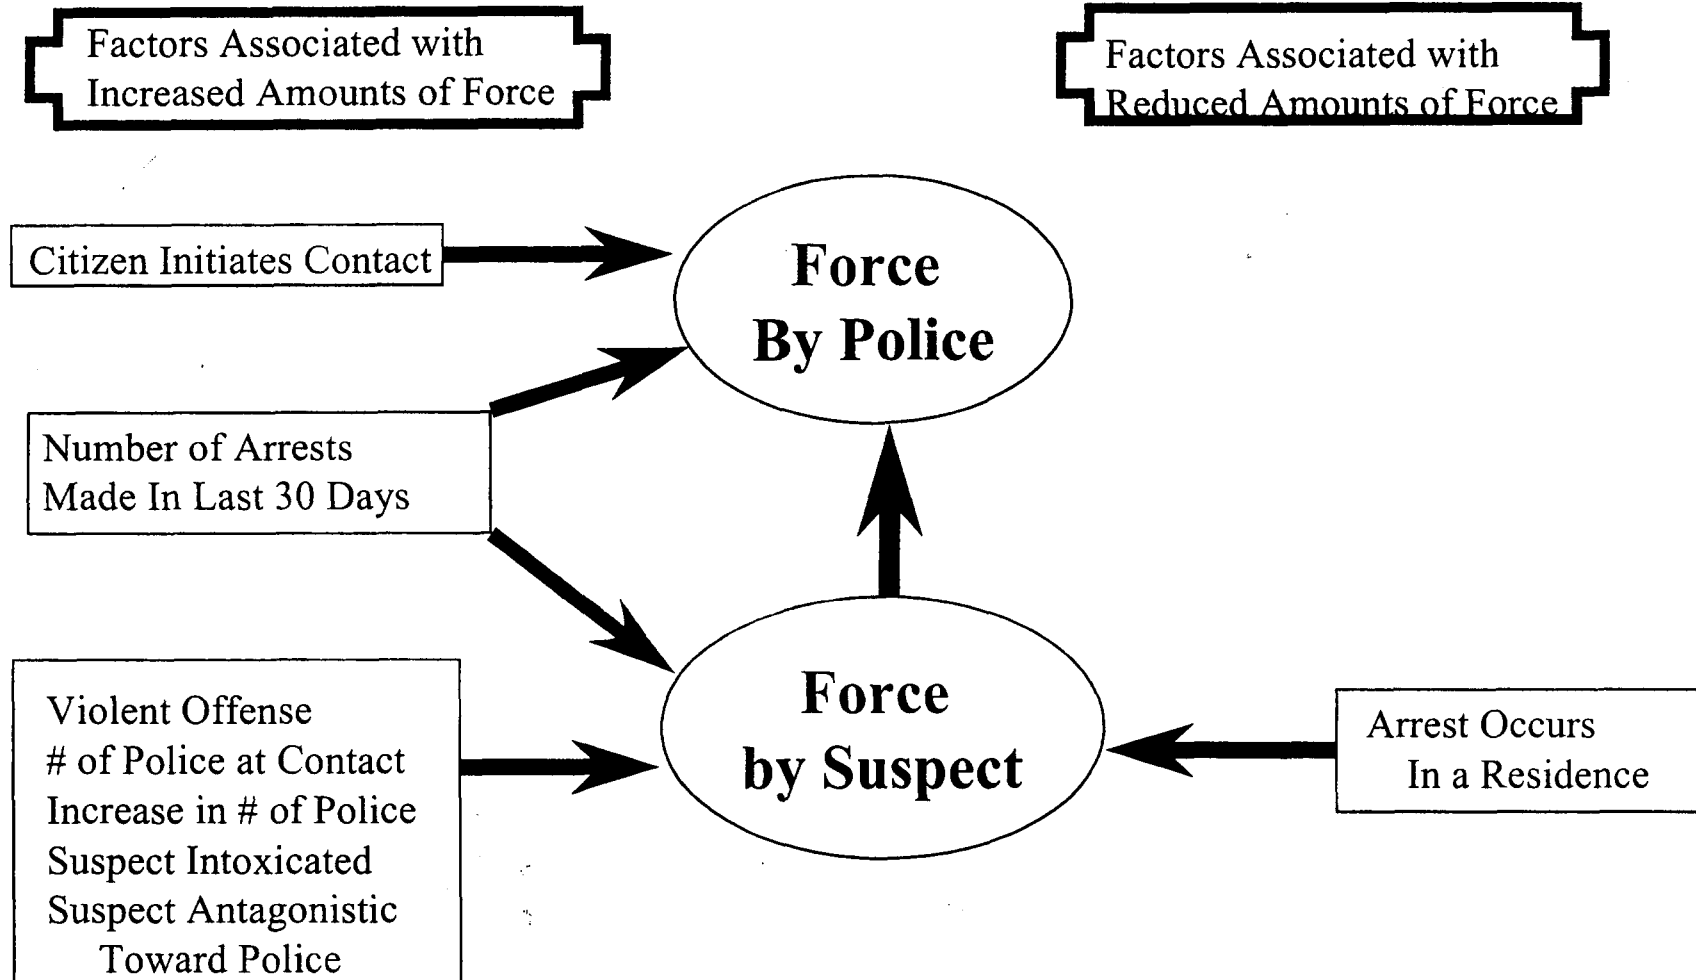 Factors Associated with
Increased Amounts of Force
Factors Associated with
Reduced Amounts of Force
Citizen Initiates Contact
Force
By Police
Number of Arrests
Made In Last 30 Days
Violent Offense
# of Police at Contact
Increase in # of Police
Suspect Intoxicated
Suspect Antagonistic
Toward Police
Force
by Suspect
Arrest Occurs
In a Residence